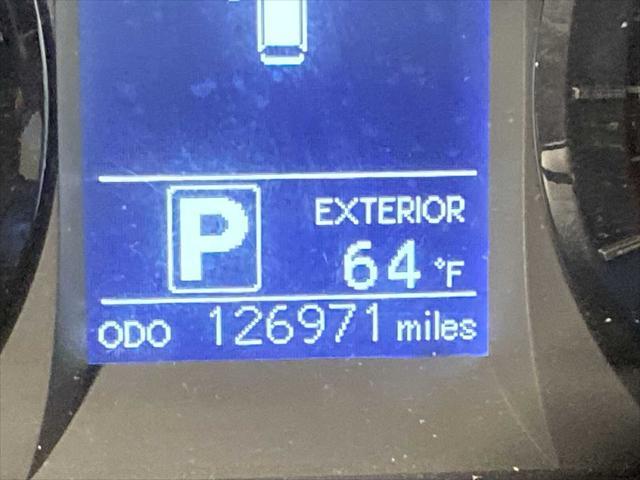 P
EXTERIOR
64 °F
ODO 126971 miles